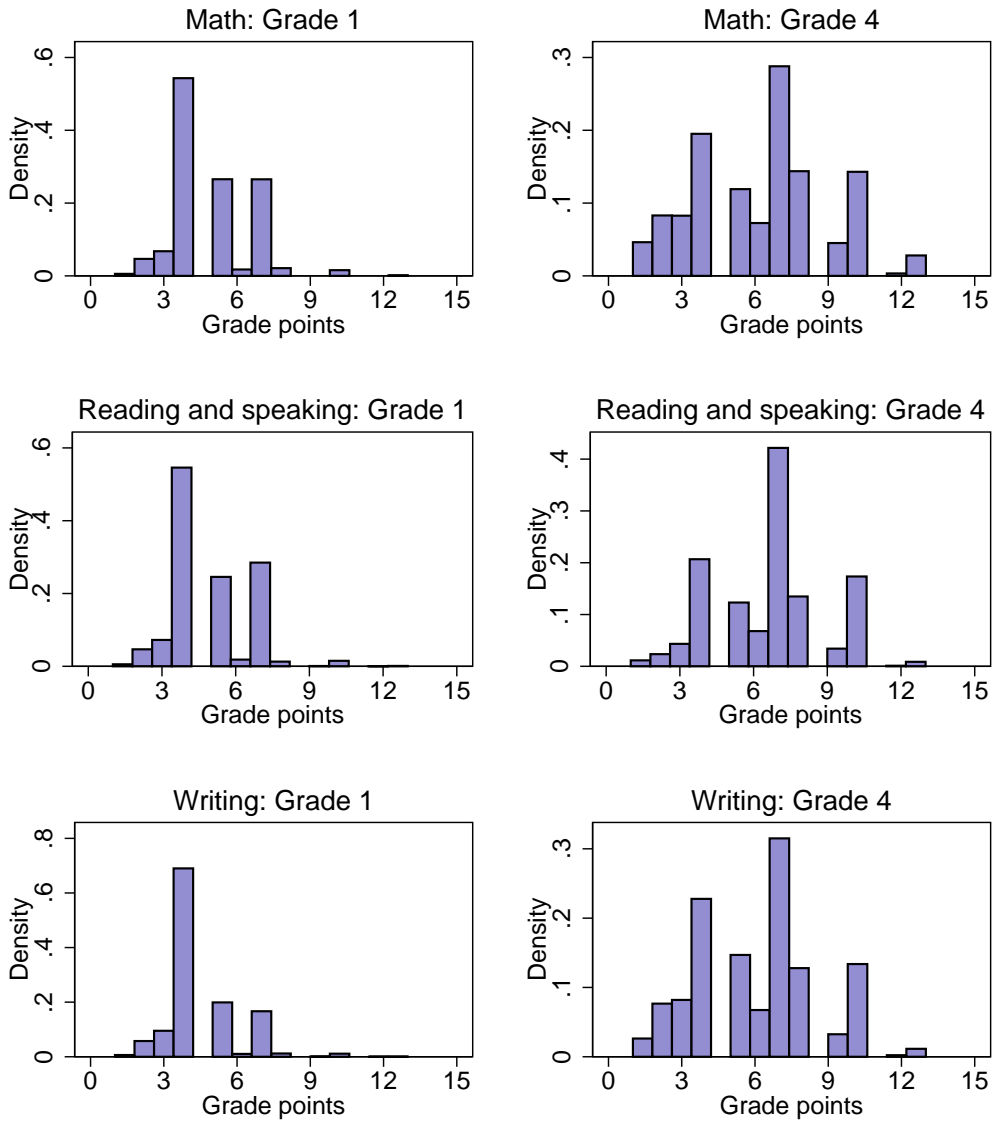 Math: Grade 1
Density
.6
.4
.2
0
0 3 6 9 12 15
Grade points
Math: Grade 4
Density
.3
.2
.1
0
0 3 6 9 12 15
Grade points
Reading and speaking: Grade 1
Density
.6
.4
.2
0
0 3 6 9 12 15
Grade points
Reading and speaking: Grade 4
Density
.4
.3
.2
.1
0
0 3 6 9 12 15
Grade points
Writing: Grade 1
Density
.8
.6
.4
.2
0
0 3 6 9 12 15
Grade points
Writing: Grade 4
Density
.3
.2
.1
0
0 3 6 9 12 15
Grade points